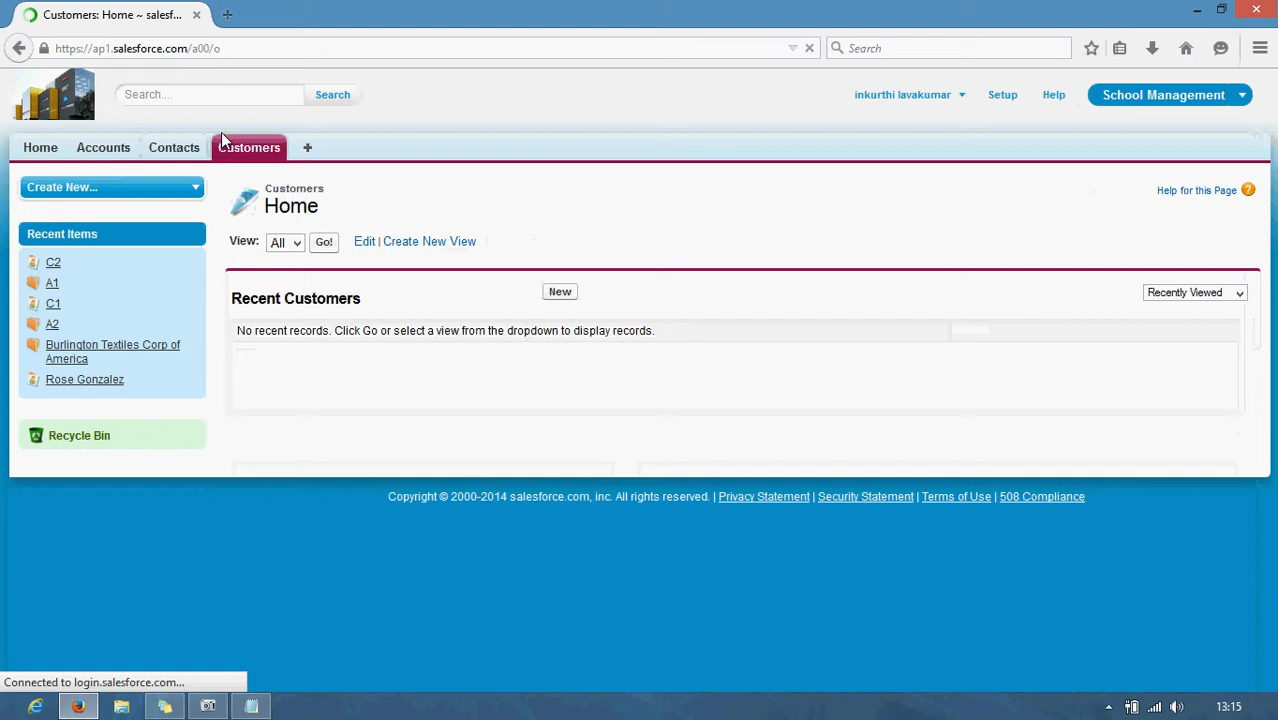 Customers: Home ~ salesf...
https://ap1.salesforce.com/a00/o
Search
Search...
Search
inkurthi lavakumar
Setup
Help
School Management
Home
Accounts
Contacts
Customers
Create New...
Customers
Home
Help for this Page
Recent Items
View:
All
Go!
Edit | Create New View
C2
A1
C1
A2
Burlington Textiles Corp of
America
Rose Gonzalez
Recycle Bin
Recent Customers
New
Recently Viewed
No recent records. Click Go or select a view from the dropdown to display records.
Copyright © 2000-2014 salesforce.com, inc. All rights reserved. | Privacy Statement | Security Statement | Terms of Use | 508 Compliance
Connected to login.salesforce.com...
13:15